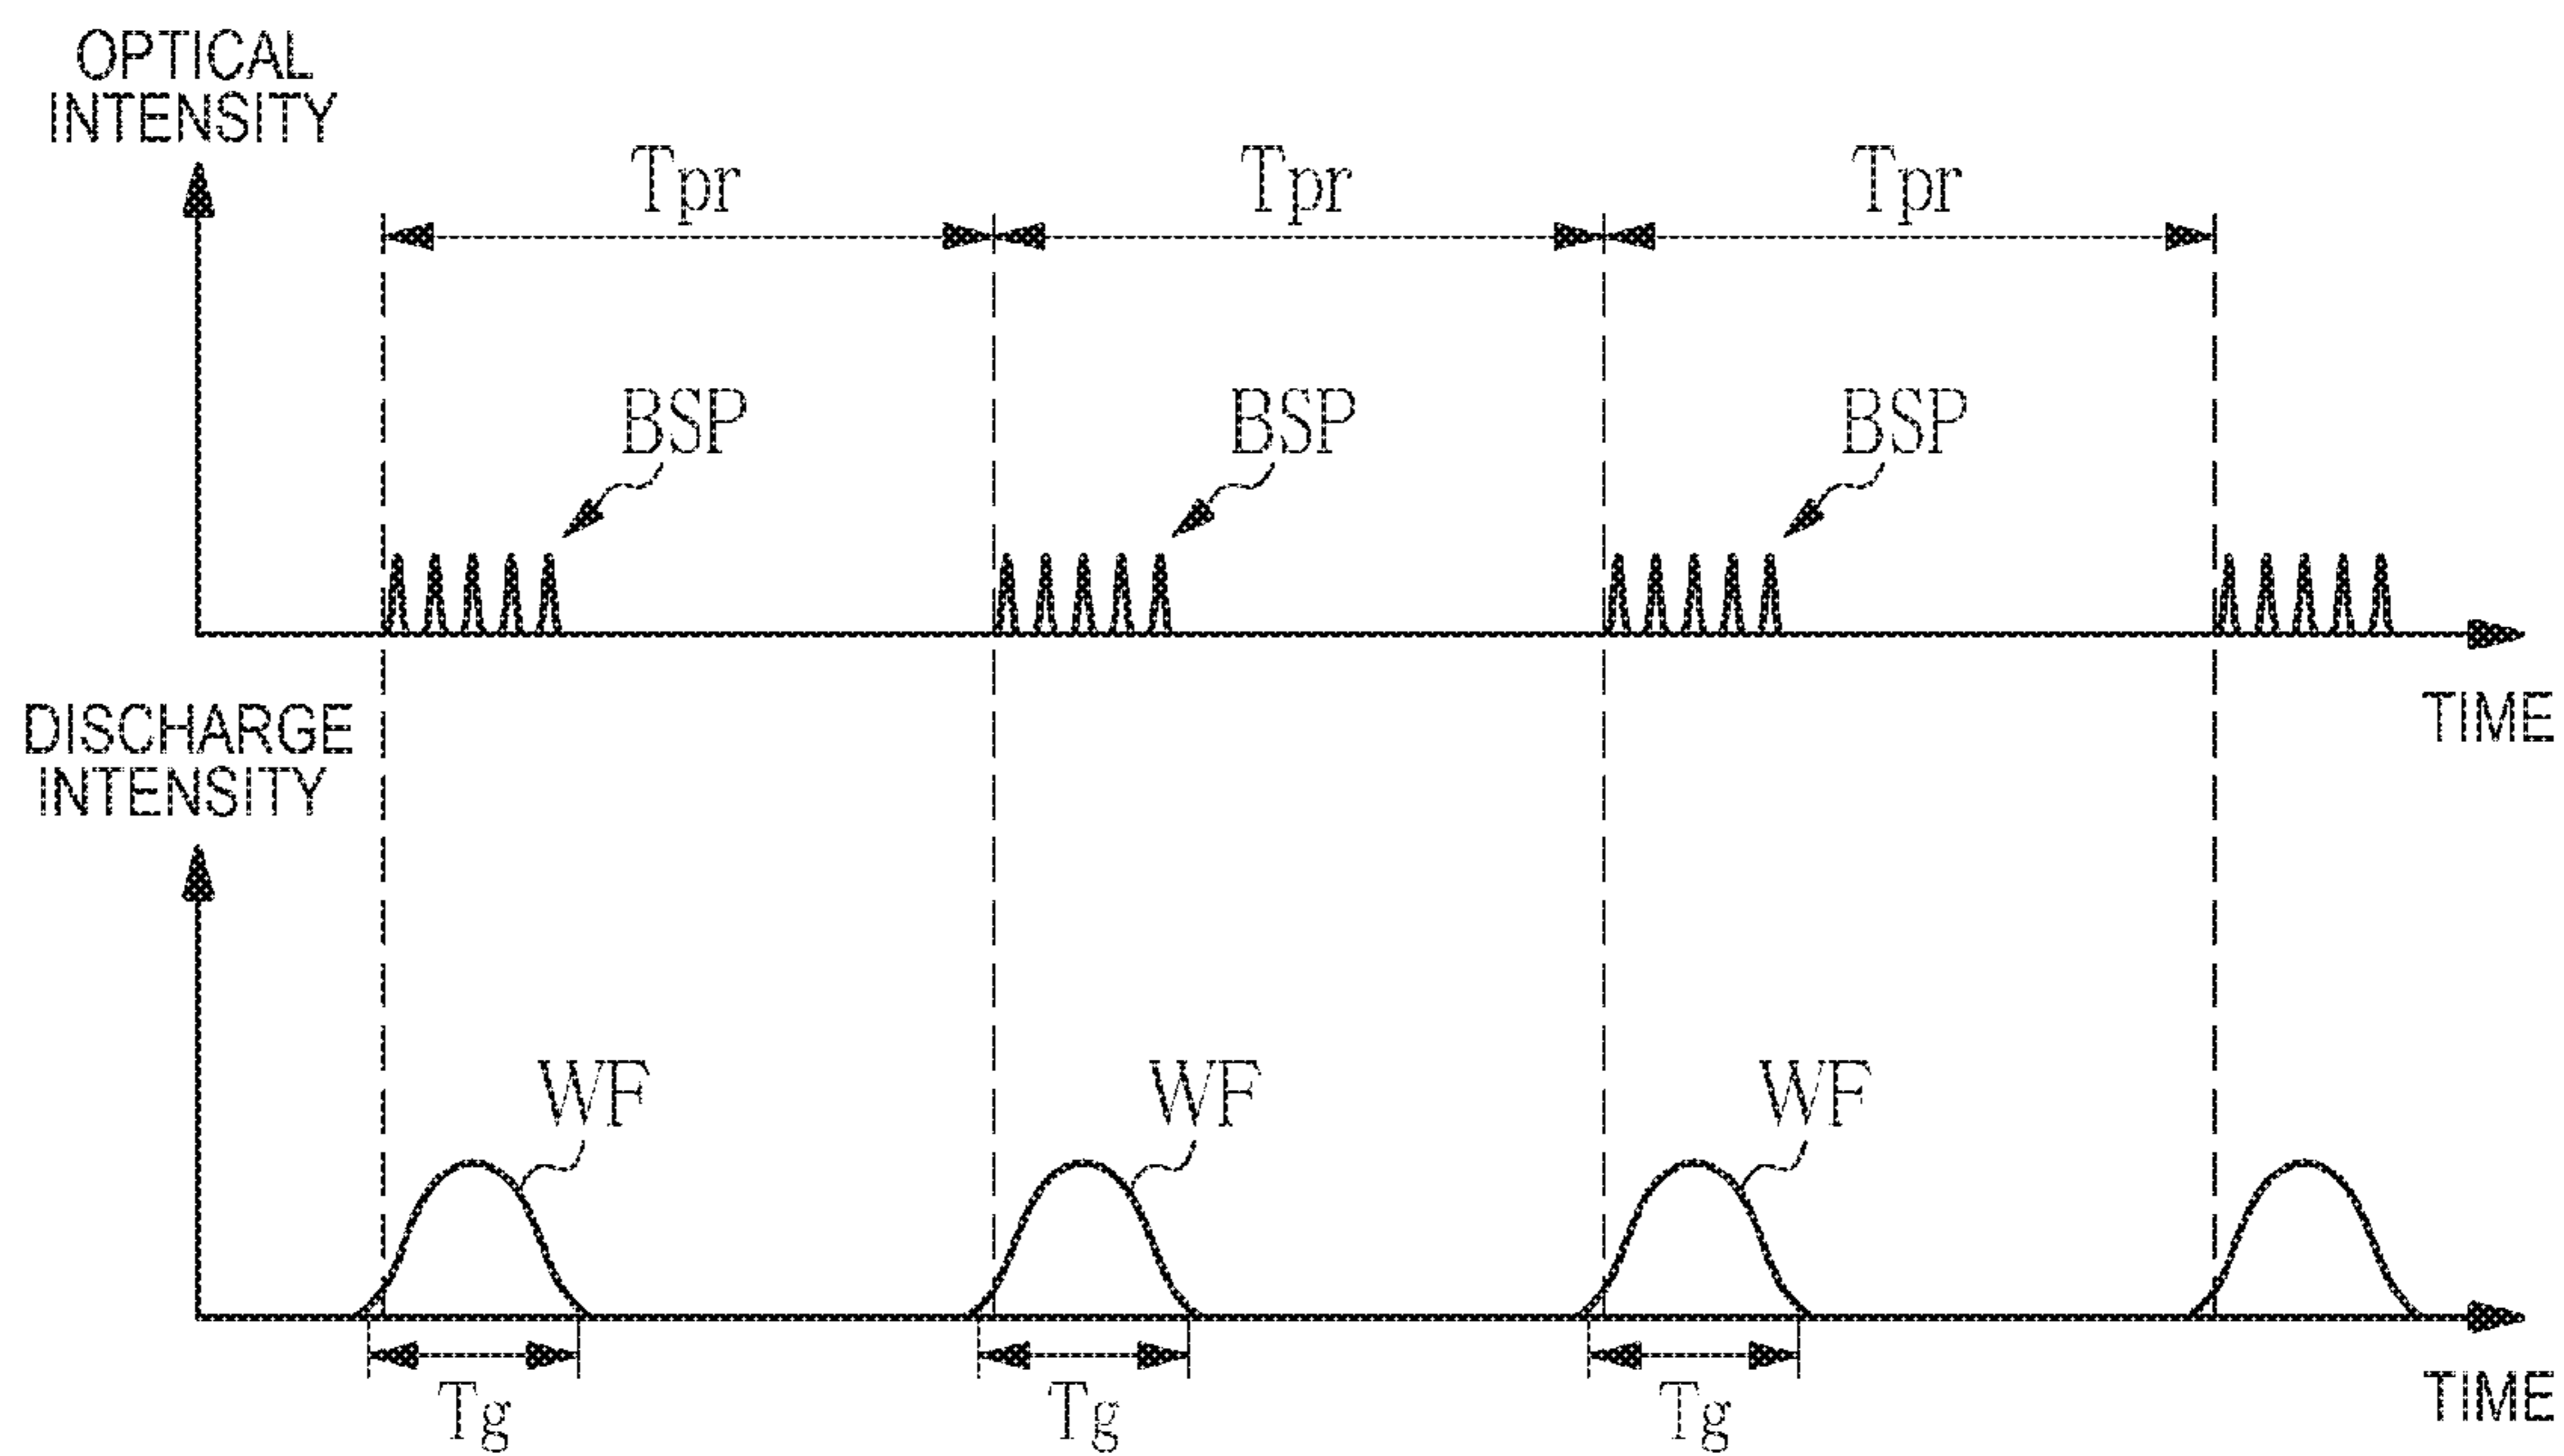 OPTICAL
INTENSITY
Tpr Tpr Tpr
BSP BSP BSP
TIME
DISCHARGE
INTENSITY
WF WF WF
TIME
Tg Tg Tg